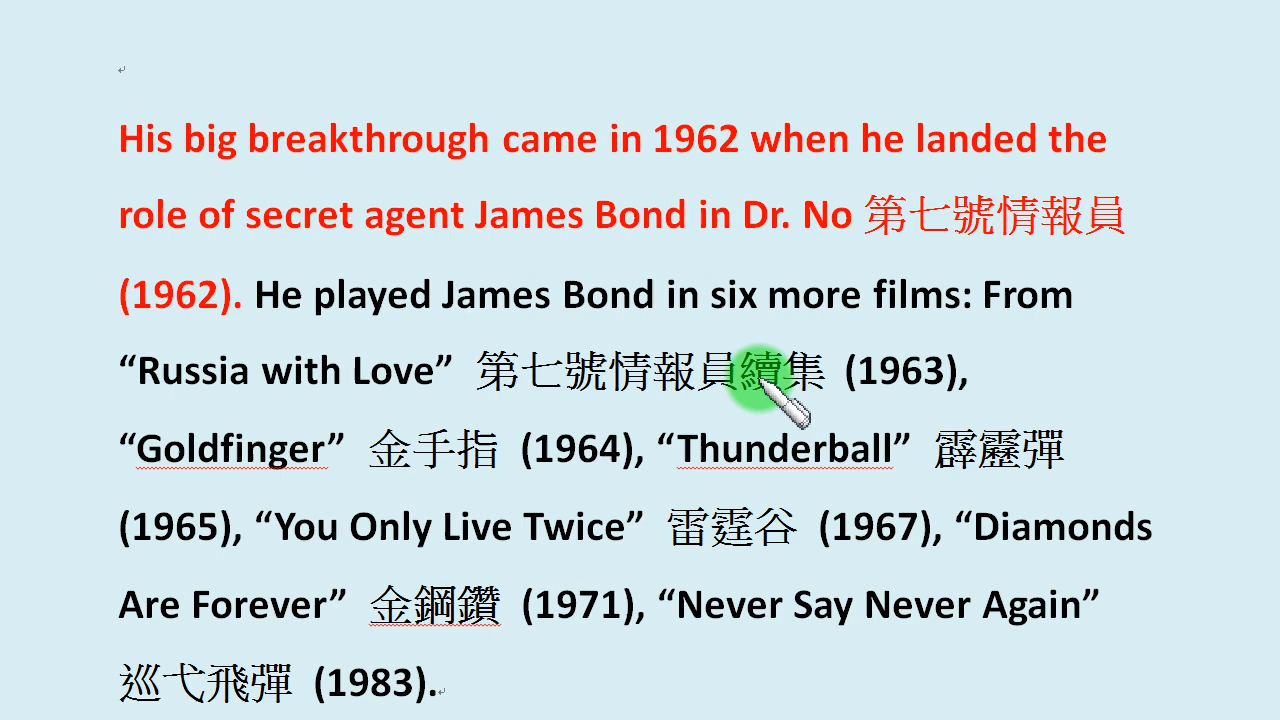 His big breakthrough came in 1962 when he landed the
role of secret agent James Bond in Dr. No 第七號情報員
(1962). He played James Bond in six more films: From
“Russia with Love” 第七號情報員續集 (1963),
“Goldfinger” 金手指 (1964), “Thunderball” 霹靂彈
(1965), “You Only Live Twice” 雷霆谷 (1967), “Diamonds
Are Forever” 金鋼鑽 (1971), “Never Say Never Again”
巡弋飛彈 (1983).